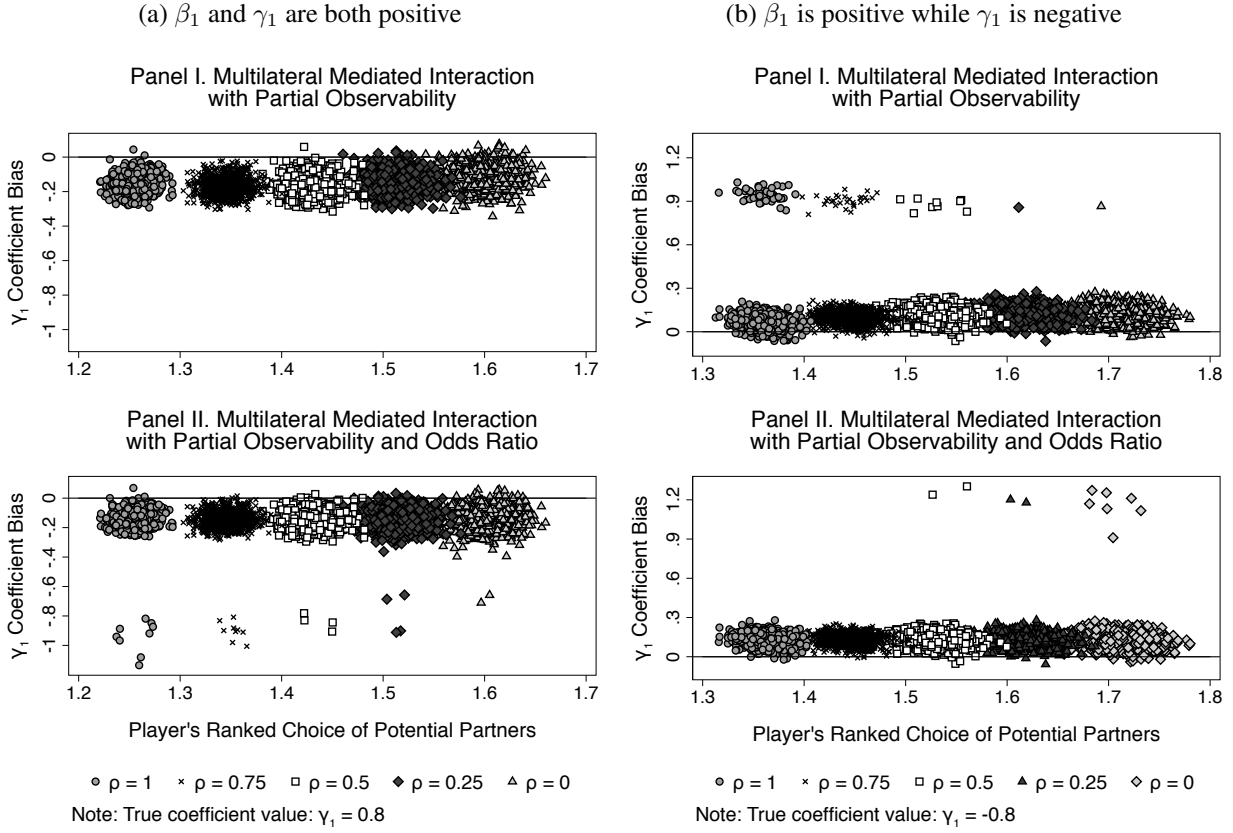 (a) β₁ and γ₁ are both positive
Panel I. Multilateral Mediated Interaction
with Partial Observability
γ₁ Coefficient Bias
0
-.2
-.4
-.6
-.8
-1
1.2 1.3 1.4 1.5 1.6 1.7
Panel II. Multilateral Mediated Interaction
with Partial Observability and Odds Ratio
γ₁ Coefficient Bias
0
-.2
-.4
-.6
-.8
-1
1.2 1.3 1.4 1.5 1.6 1.7
Player's Ranked Choice of Potential Partners
ρ = 1 ρ = 0.75 ρ = 0.5 ρ = 0.25 ρ = 0
Note: True coefficient value: γ₁ = 0.8
(b) β₁ is positive while γ₁ is negative
Panel I. Multilateral Mediated Interaction
with Partial Observability
γ₁ Coefficient Bias
1.2
.9
.6
.3
0
1.3 1.4 1.5 1.6 1.7 1.8
Panel II. Multilateral Mediated Interaction
with Partial Observability and Odds Ratio
γ₁ Coefficient Bias
1.2
.9
.6
.3
0
1.3 1.4 1.5 1.6 1.7 1.8
Player's Ranked Choice of Potential Partners
ρ = 1 ρ = 0.75 ρ = 0.5 ρ = 0.25 ρ = 0
Note: True coefficient value: γ₁ = -0.8